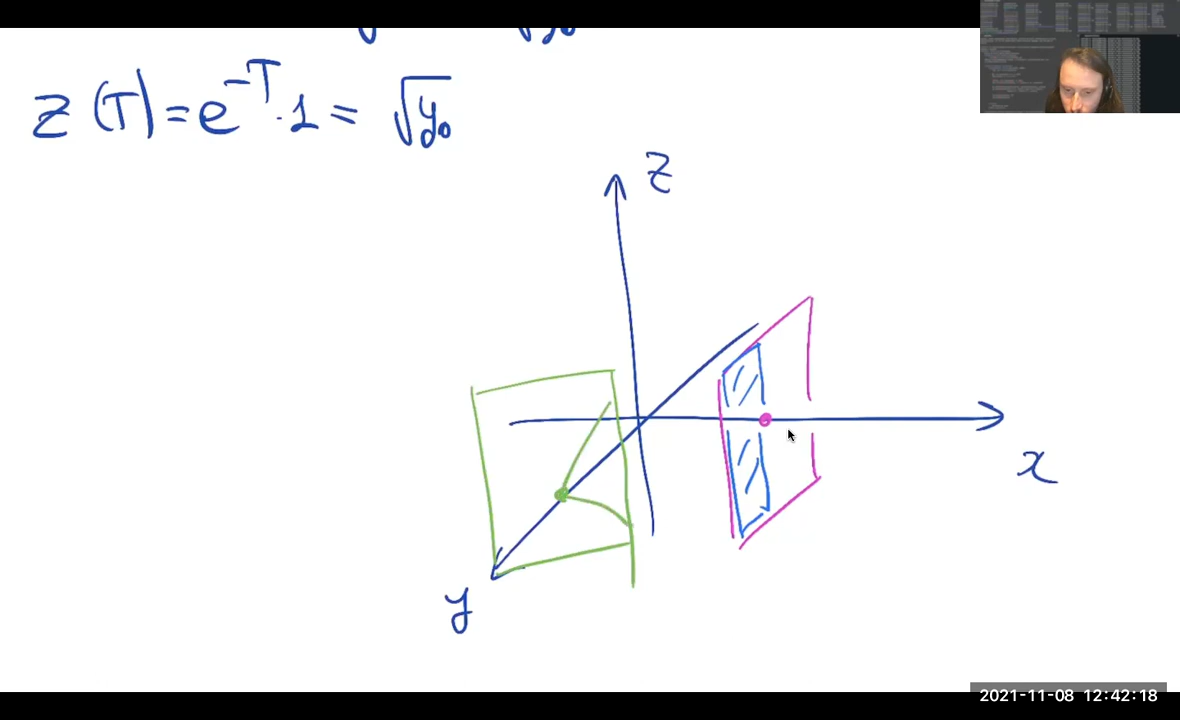 z(T) = e^{-T} · 1 = √y₀
z
x
y
2021-11-08 12:42:18